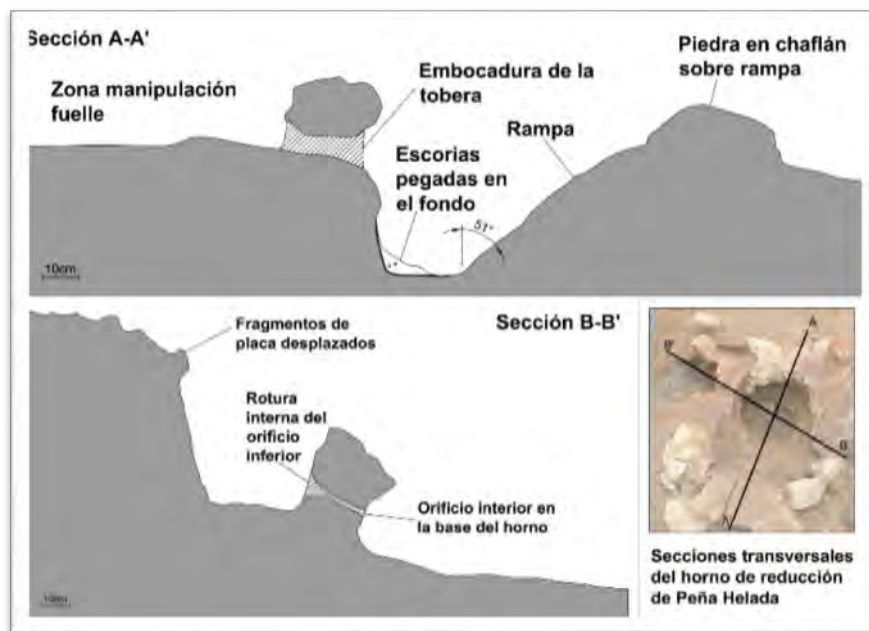 Sección A-A'
Zona manipulación
fuelle
Embocadura de la
tobera
Piedra en chaflán
sobre rampa
Rampa
Escorias
pegadas en
el fondo
51°
10cm
Sección B-B'
Fragmentos de
placa desplazados
Rotura
interna del
orificio
inferior
Orificio interior en
la base del horno
10cm
A
B'
B
A'
Secciones transversales
del horno de reducción
de Peña Helada